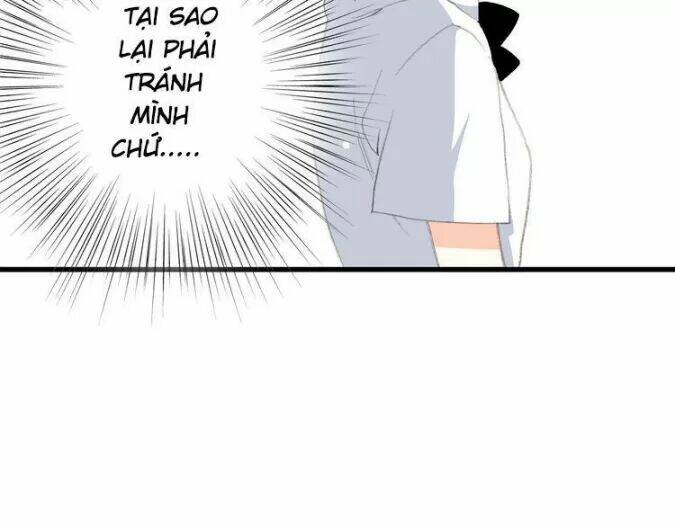 TẠI SAO
LẠI PHẢI
TRÁNH
MÌNH
CHỨ.....